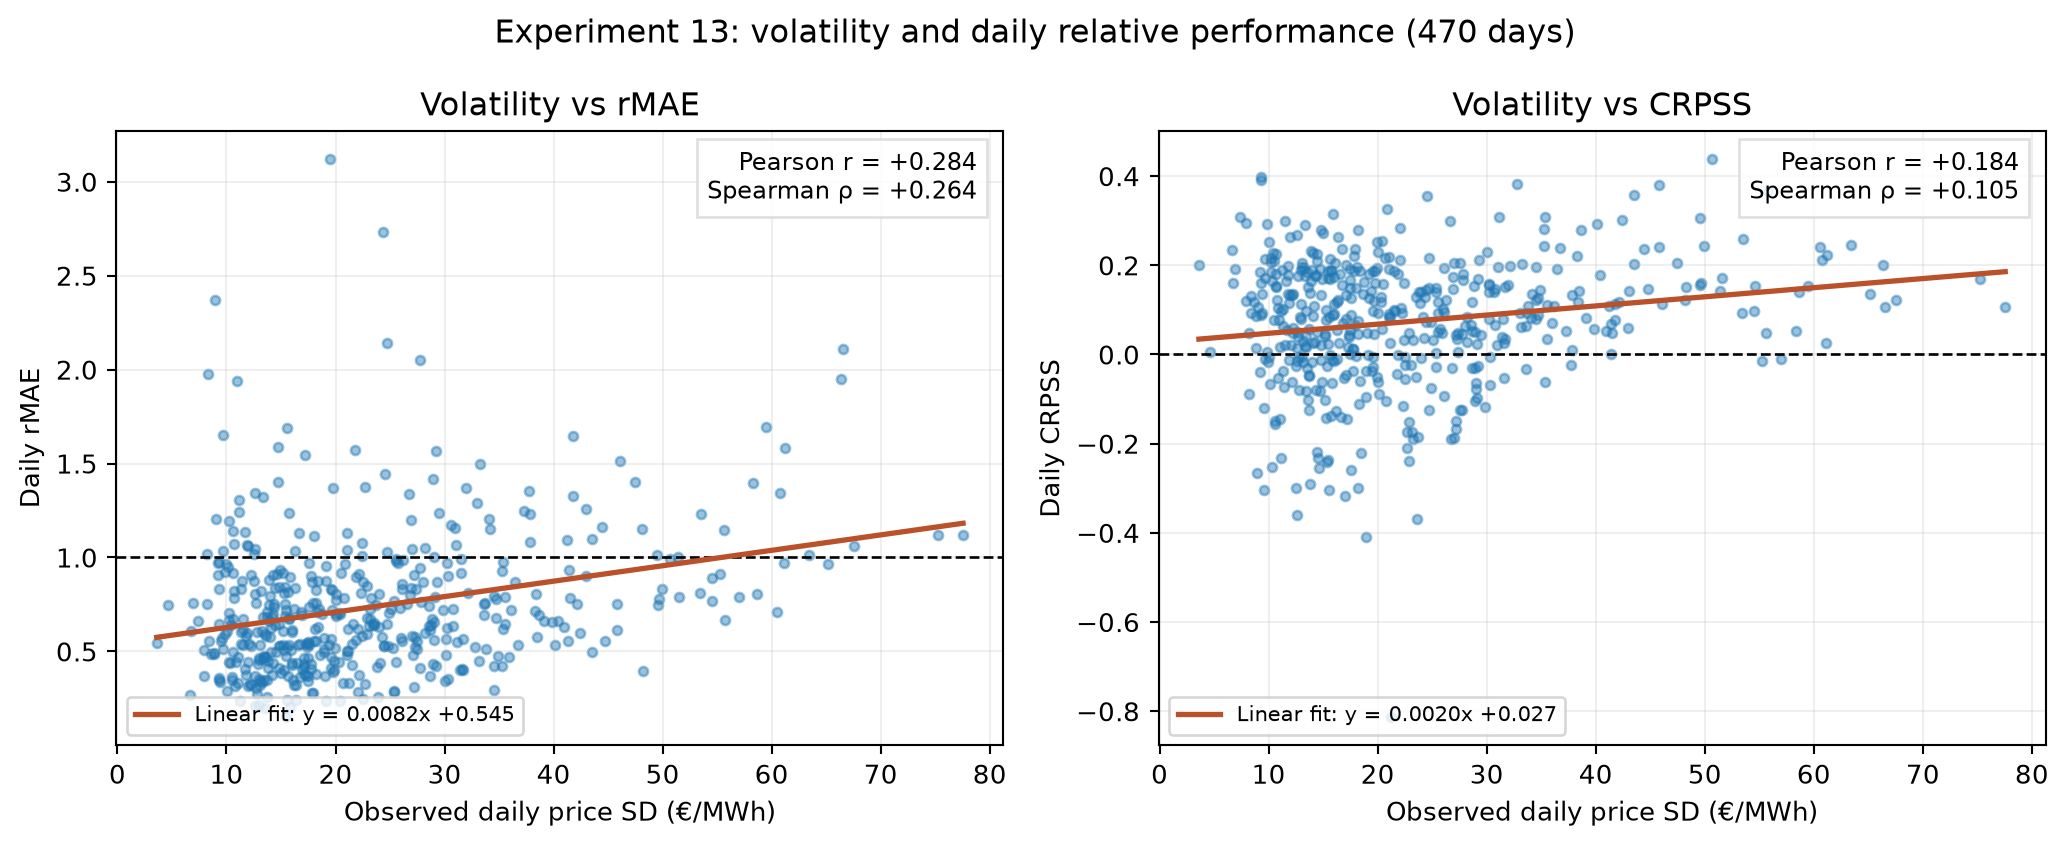 Experiment 13: volatility and daily relative performance (470 days)
Volatility vs rMAE
Pearson r = +0.284
Spearman ρ = +0.264
Daily rMAE
3.0
2.5
2.0
1.5
1.0
0.5
Linear fit: y = 0.0082x +0.545
0 10 20 30 40 50 60 70 80
Observed daily price SD (€/MWh)
Volatility vs CRPSS
Pearson r = +0.184
Spearman ρ = +0.105
Daily CRPSS
0.4
0.2
0.0
−0.2
−0.4
−0.6
−0.8
Linear fit: y = 0.0020x +0.027
0 10 20 30 40 50 60 70 80
Observed daily price SD (€/MWh)